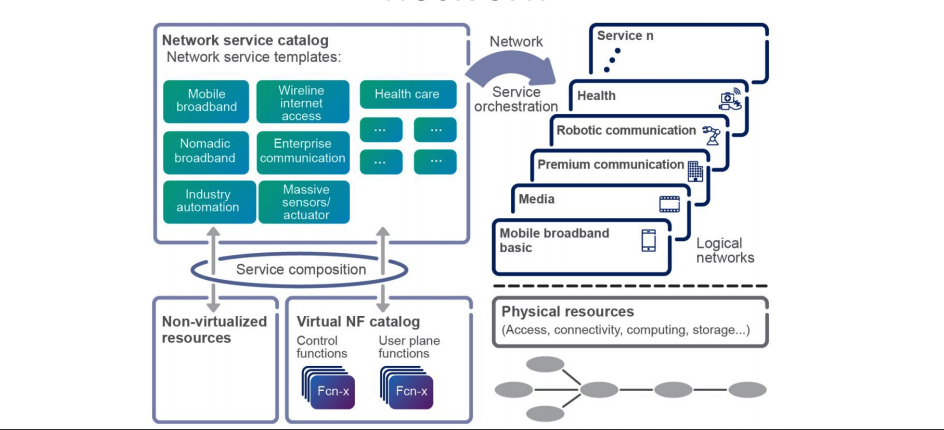 Network service catalog
Network service templates:
Mobile
broadband
Wireline
internet
access
Health care
...
...
Nomadic
broadband
Enterprise
communication
...
...
Industry
automation
Massive
sensors/
actuator
Service composition
Non-virtualized
resources
Virtual NF catalog
Control
functions
User plane
functions
Fcn-x
Fcn-x
Network
Service
orchestration
Service n
Health
Robotic communication
Premium communication
Media
Mobile broadband
basic
Logical
networks
Physical resources
(Access, connectivity, computing, storage...)